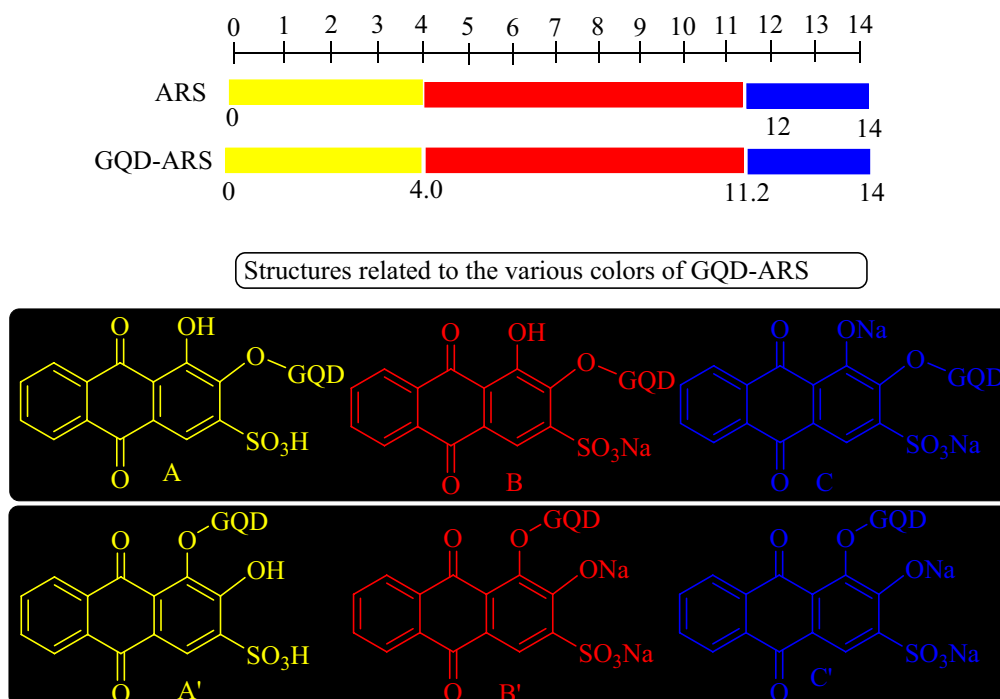 0 1 2 3 4 5 6 7 8 9 10 11 12 13 14
ARS
0 12 14
GQD-ARS
0 4.0 11.2 14
Structures related to the various colors of GQD-ARS
O OH O GQD SO3H O A
O OH O GQD SO3Na O B
O ONa O GQD SO3Na O C
O O GQD OH SO3H O A'
O O GQD ONa SO3Na O B'
O O GQD ONa SO3Na O C'